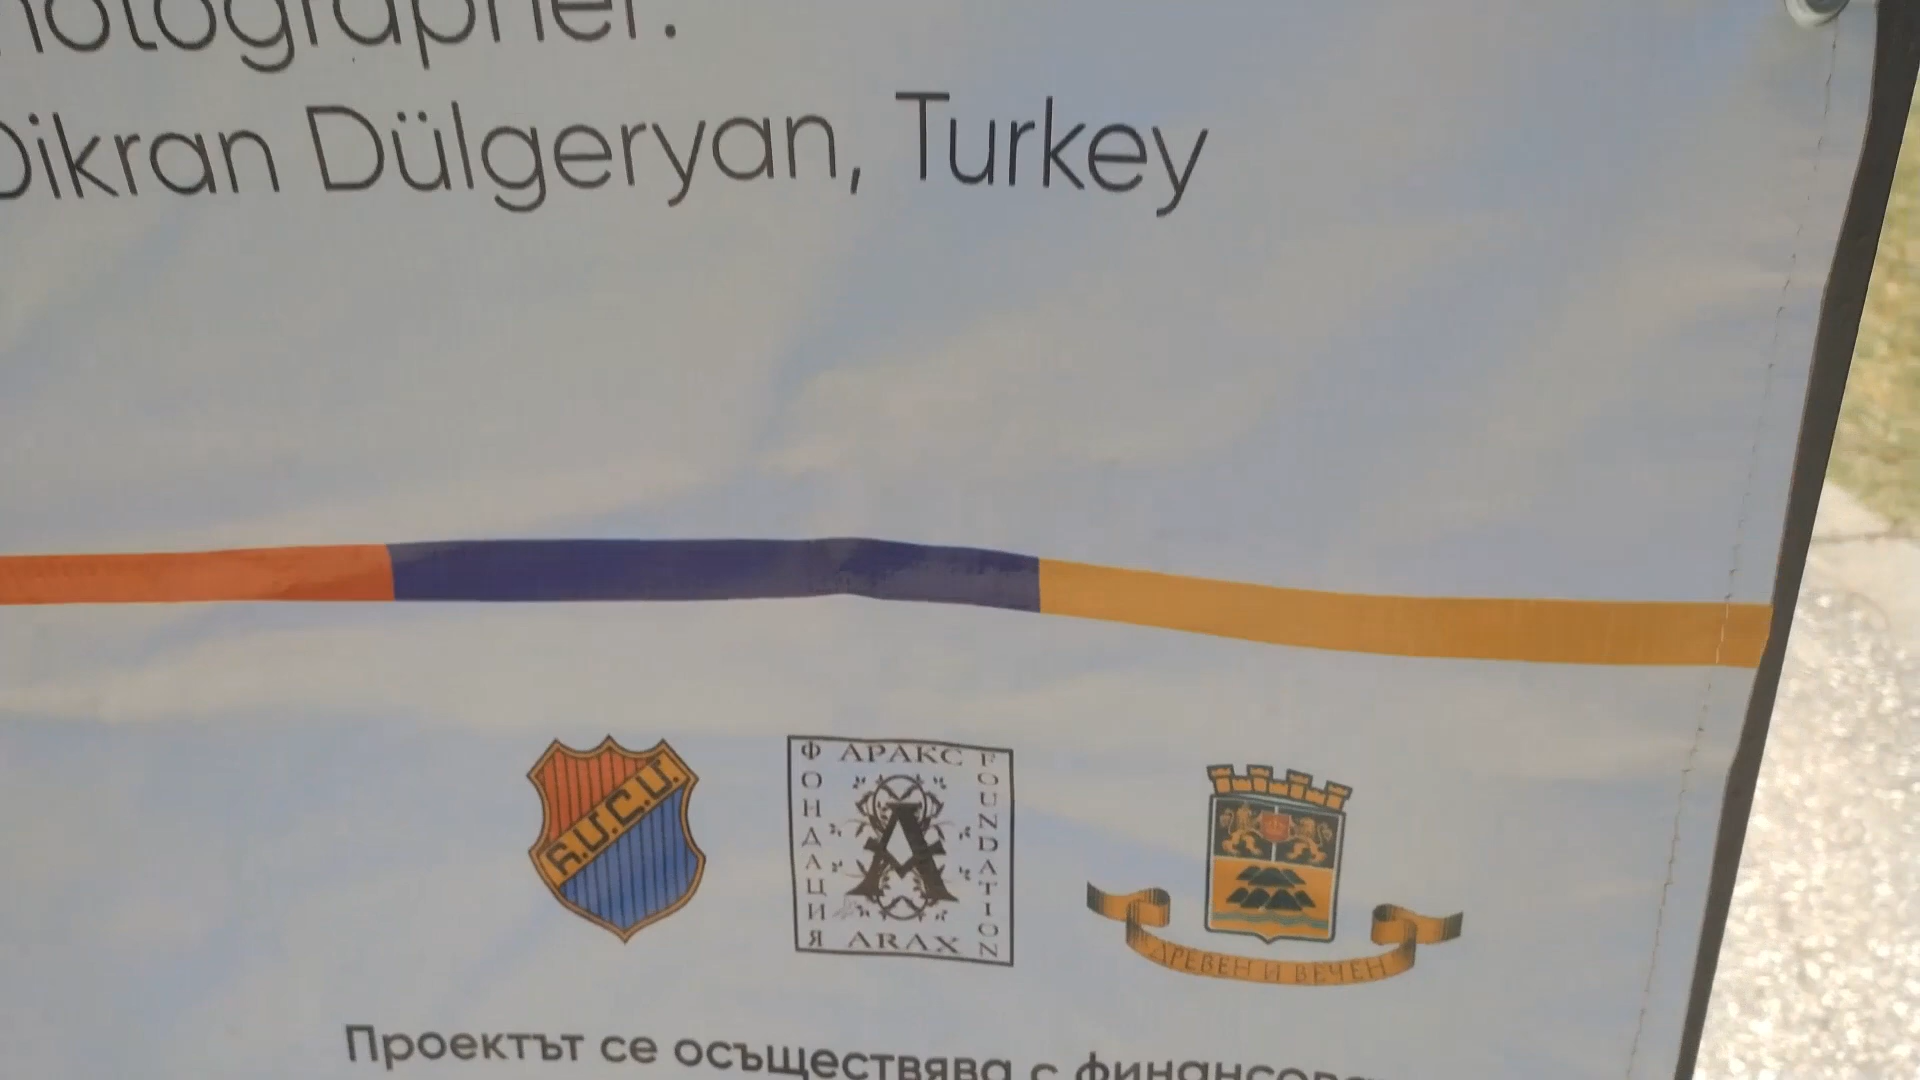 Dikran Dülgeryan, Turkey
Հ.Մ.Ը.Մ.
ФОНДАЦИЯ
АРАКС
FOUNDATION
ARAX
ДРЕВЕН И ВЕЧЕН
Проектът се осъществява с